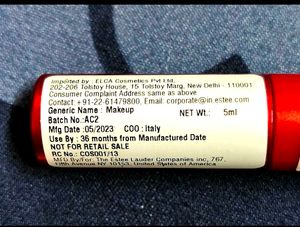 Imported by : ELCA Cosmetics Pvt Ltd,
202-206 Tolstoy House, 15 Tolstoy Marg, New Delhi - 110001
Consumer Complaint Address same as above
Contact: +91-22-61479800, Email: corporate@in.estee.com
Generic Name : Makeup NET Wt.: 5ml
Batch No.:AC2
Mfg Date :05/2023 COO : Italy
Use By : 36 months from Manufactured Date
NOT FOR RETAIL SALE
RC No.: COS001/13
MFG By/For: The Estee Lauder Companies inc, 767
Fifth Avenue NY 10153, United States of America